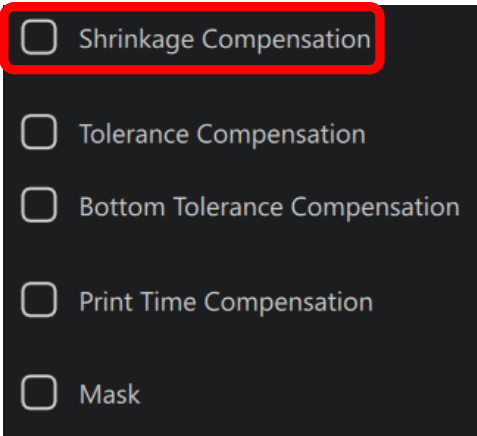 Shrinkage Compensation
Tolerance Compensation
Bottom Tolerance Compensation
Print Time Compensation
Mask